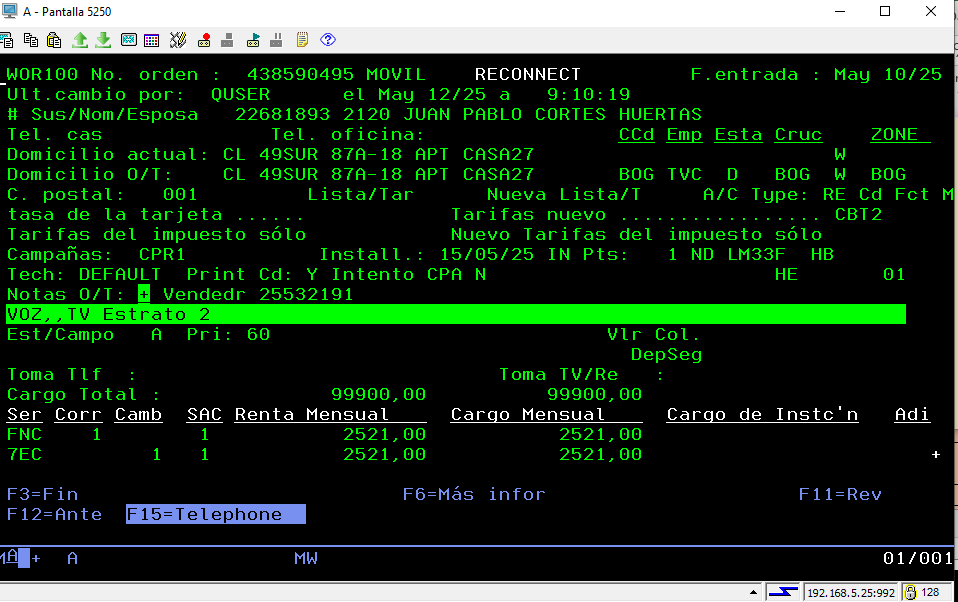 A - Pantalla 5250
WOR100 No. orden : 438590495 MOVIL RECONNECT F.entrada : May 10/25
Ult.cambio por: QUSER el May 12/25 a 9:10:19
# Sus/Nom/Esposa 22681893 2120 JUAN PABLO CORTES HUERTAS
Tel. cas Tel. oficina: CCd Emp Esta Cruc ZONE
Domicilio actual: CL 49SUR 87A-18 APT CASA27 W
Domicilio O/T: CL 49SUR 87A-18 APT CASA27 BOG TVC D BOG W BOG
C. postal: 001 Lista/Tar Nueva Lista/T A/C Type: RE Cd Fct M
tasa de la tarjeta ...... Tarifas nuevo ................. CBT2
Tarifas del impuesto sólo Nuevo Tarifas del impuesto sólo
Campañas: CPR1 Install.: 15/05/25 IN Pts: 1 ND LM33F HB
Tech: DEFAULT Print Cd: Y Intento CPA N HE 01
Notas O/T: + Vendedr 25532191
VOZ,,TV Estrato 2
Est/Campo A Pri: 60 Vlr Col.
DepSeg
Toma Tlf : Toma TV/Re :
Cargo Total : 99900,00 99900,00
Ser Corr Camb SAC Renta Mensual Cargo Mensual Cargo de Instc'n Adi
FNC 1 1 2521,00 2521,00
7EC 1 1 2521,00 2521,00 +
F3=Fin F6=Más infor F11=Rev
F12=Ante F15=Telephone
MA + A MW 01/001
192.168.5.25:992 128